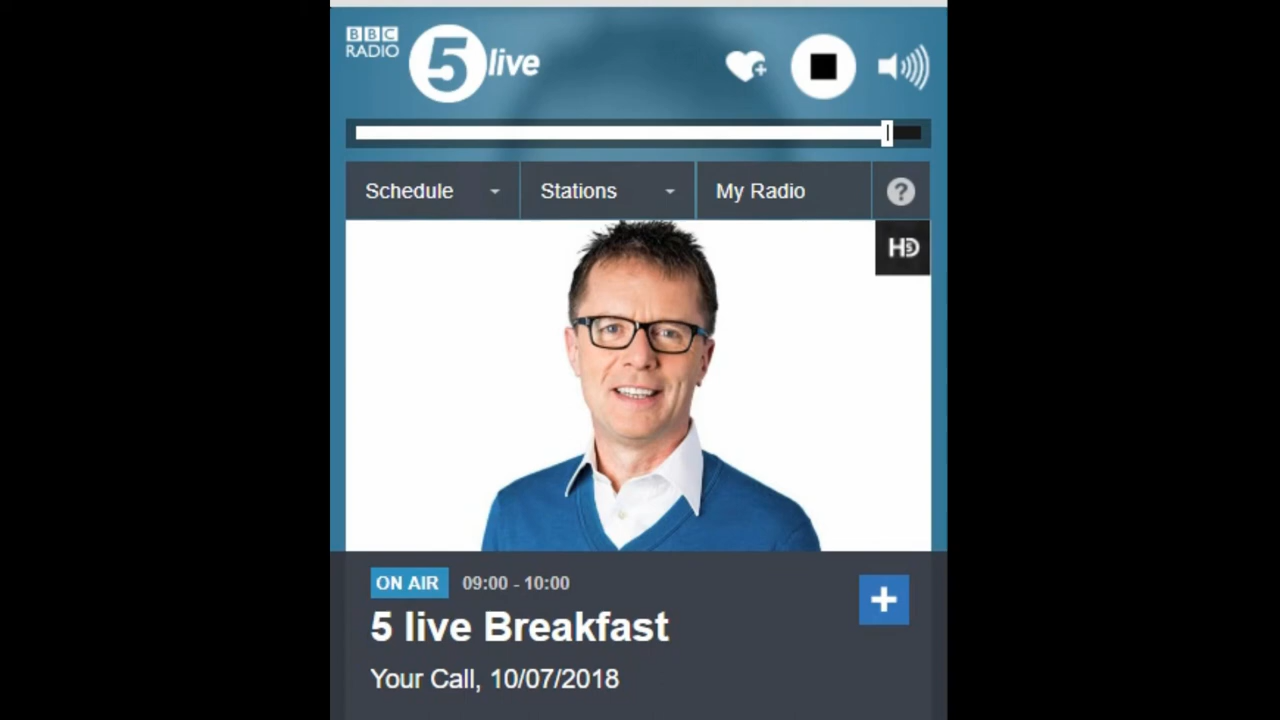 BBC
RADIO 5 live
Schedule Stations My Radio ?
HD
ON AIR 09:00 - 10:00
5 live Breakfast
Your Call, 10/07/2018